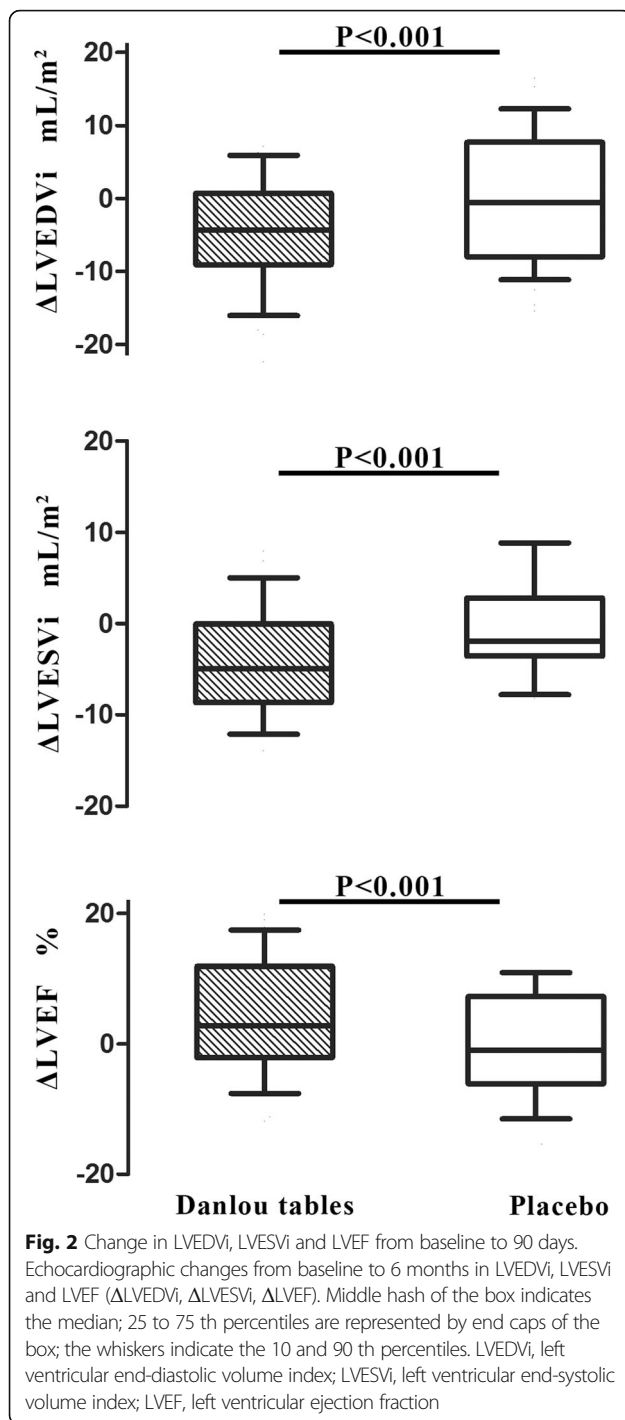 P<0.001
ΔLVEDVi mL/m²
20
10
0
-10
-20
P<0.001
ΔLVESVi mL/m²
20
10
0
-10
-20
P<0.001
ΔLVEF %
20
0
-20
Danlou tables Placebo
Fig. 2 Change in LVEDVi, LVESVi and LVEF from baseline to 90 days.
Echocardiographic changes from baseline to 6 months in LVEDVi, LVESVi
and LVEF (ΔLVEDVi, ΔLVESVi, ΔLVEF). Middle hash of the box indicates
the median; 25 to 75 th percentiles are represented by end caps of the
box; the whiskers indicate the 10 and 90 th percentiles. LVEDVi, left
ventricular end-diastolic volume index; LVESVi, left ventricular end-systolic
volume index; LVEF, left ventricular ejection fraction